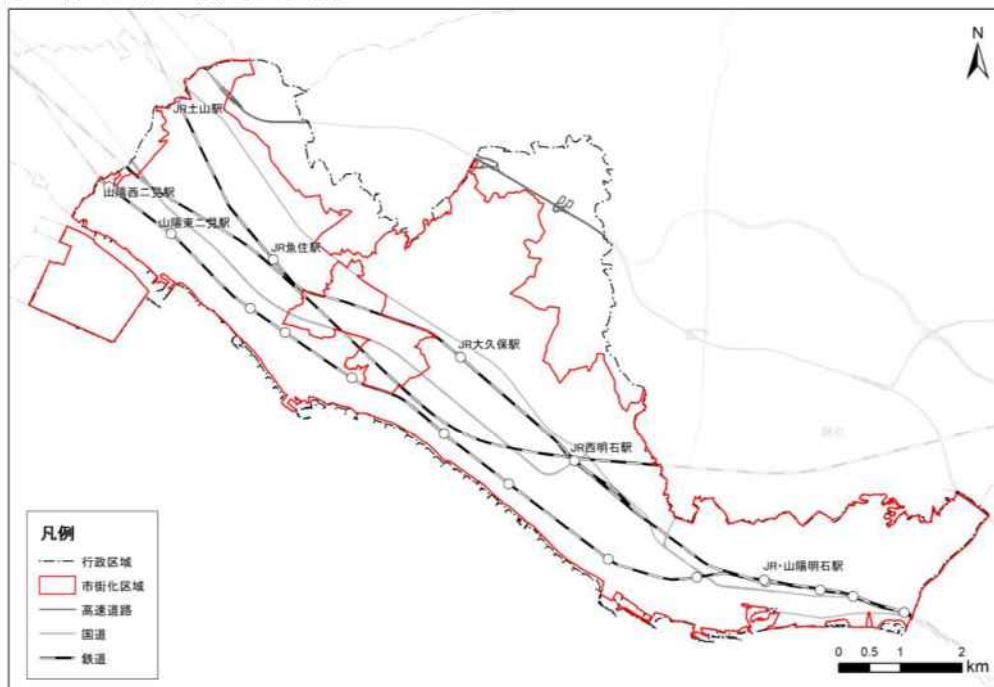 N
JR土山駅
山陽西二見駅
山陽東二見駅
JR魚住駅
JR大久保駅
JR西明石駅
JR・山陽明石駅
凡例
行政区域
市街化区域
高速道路
国道
鉄道
0 0.5 1 2
km